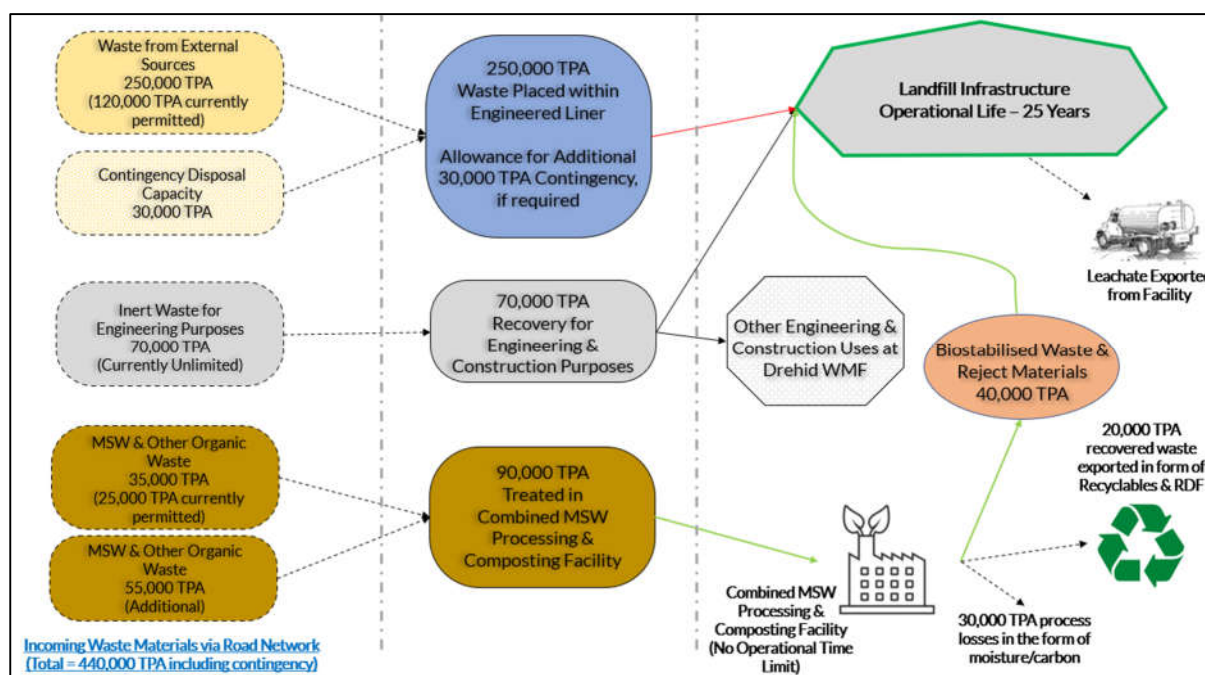 Waste from External
Sources
250,000 TPA
(120,000 TPA currently
permitted)
Contingency Disposal
Capacity
30,000 TPA
Inert Waste for
Engineering Purposes
70,000 TPA
(Currently Unlimited)
MSW & Other Organic
Waste
35,000 TPA
(25,000 TPA currently
permitted)
MSW & Other Organic
Waste
55,000 TPA
(Additional)
Incoming Waste Materials via Road Network
(Total = 440,000 TPA including contingency)
250,000 TPA
Waste Placed within
Engineered Liner
Allowance for Additional
30,000 TPA Contingency,
if required
70,000 TPA
Recovery for
Engineering &
Construction Purposes
90,000 TPA
Treated in
Combined MSW
Processing &
Composting Facility
Landfill Infrastructure
Operational Life – 25 Years
Leachate Exported
from Facility
Other Engineering &
Construction Uses at
Drehid WMF
Biostabilised Waste &
Reject Materials
40,000 TPA
20,000 TPA
recovered waste
exported in form of
Recyclables & RDF
Combined MSW
Processing &
Composting Facility
(No Operational Time
Limit)
30,000 TPA process
losses in the form of
moisture/carbon